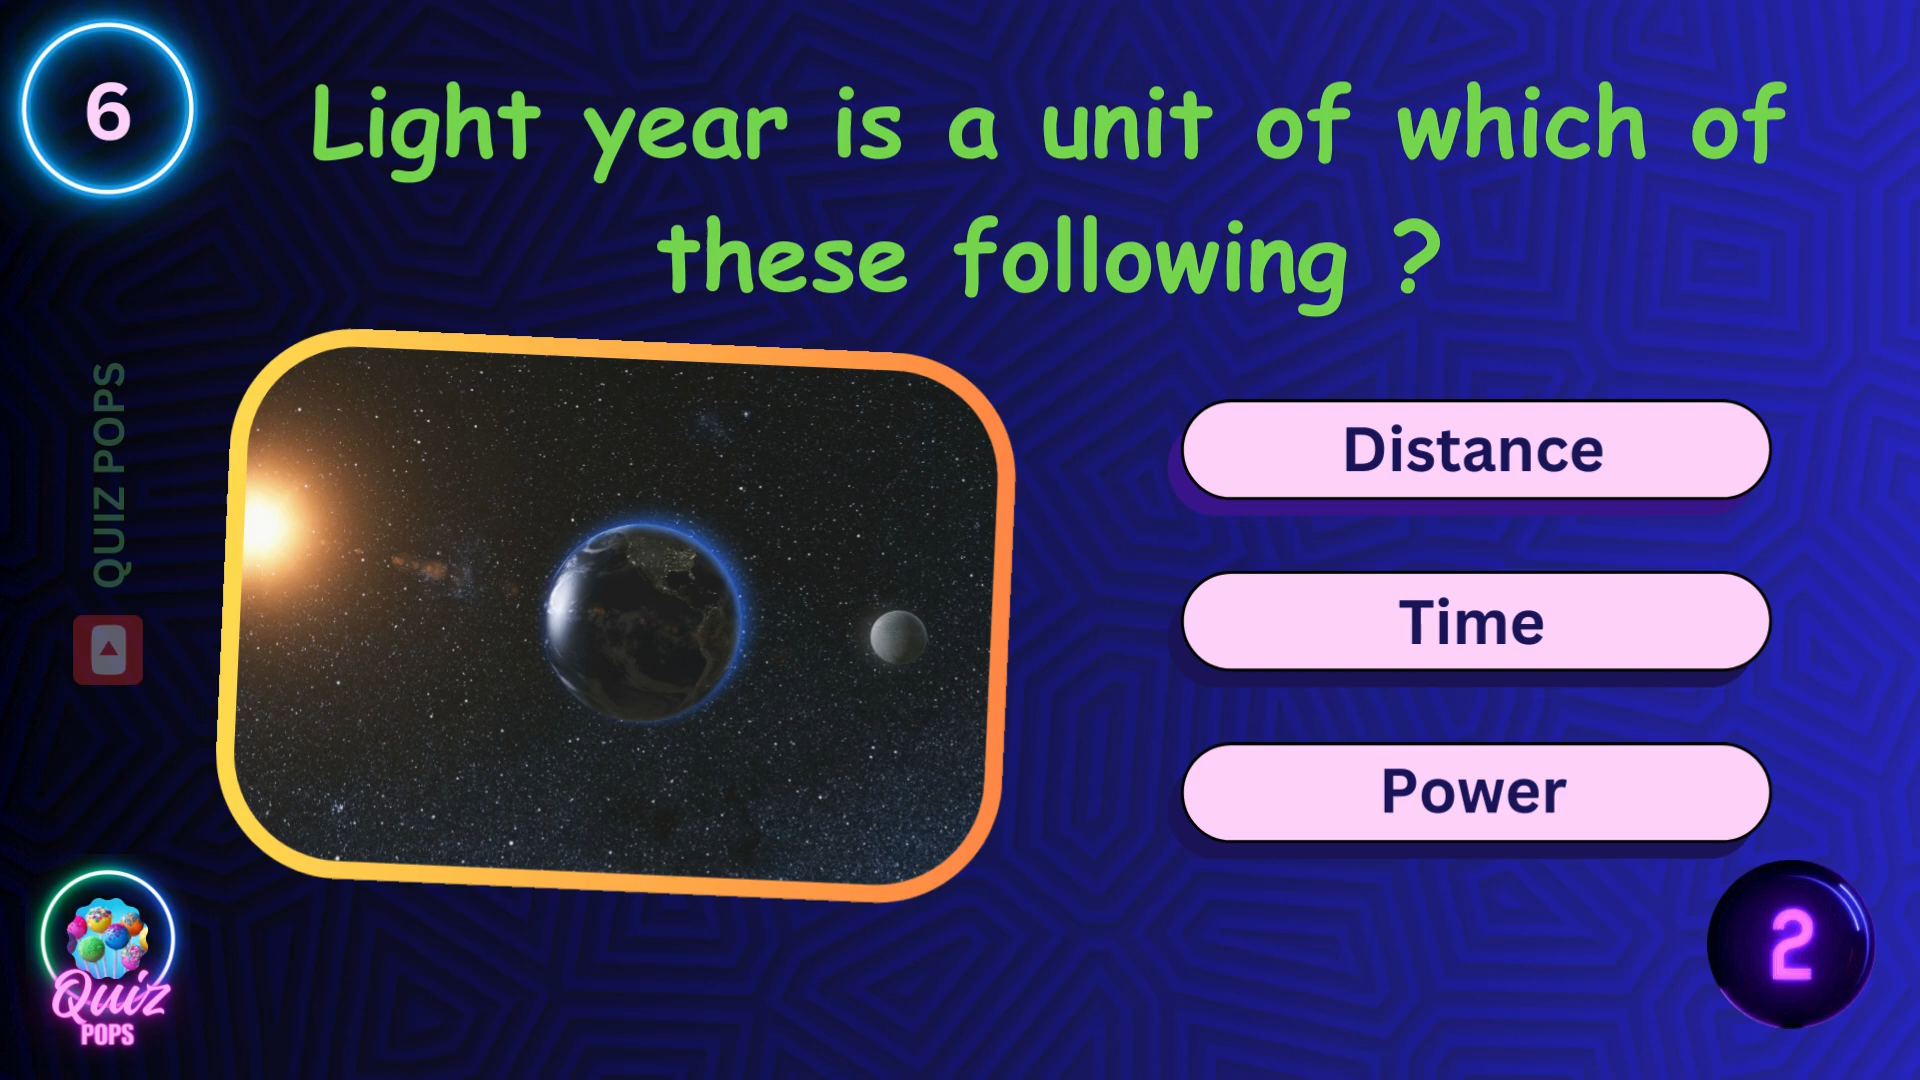 6
Light year is a unit of which of
these following ?
QUIZ POPS
Distance
Time
Power
2
Quiz
POPS